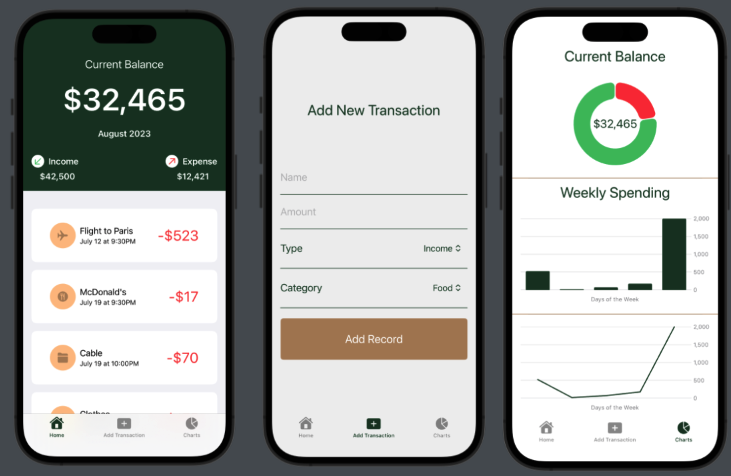 Current Balance
$32,465
August 2023
Income
Expense
$42,500
$12,421
Flight to Paris
July 12 at 9:30PM
-$523
McDonald's
July 19 at 9:30PM
-$17
Cable
July 19 at 10:00PM
-$70
Home
Add Transaction
Charts
Add New Transaction
Name
Amount
Type
Income
Category
Food
Add Record
Home
Add Transaction
Charts
Current Balance
$32,465
Weekly Spending
2,000
1,500
1,000
500
0
Days of the Week
2,000
1,500
1,000
500
0
Days of the Week
Home
Add Transaction
Charts